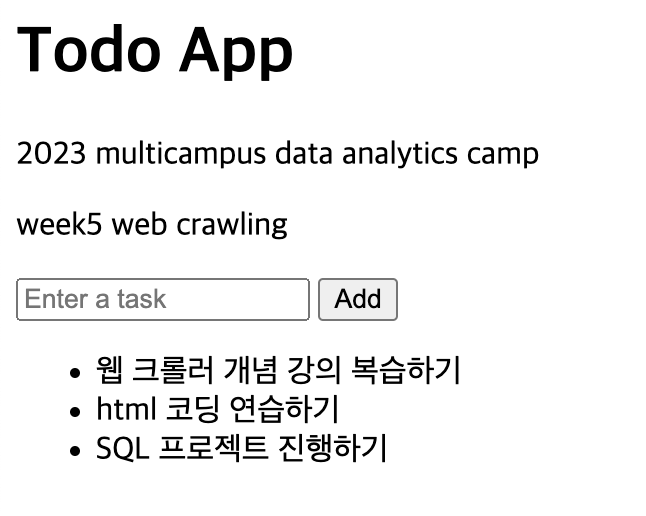 Todo App
2023 multicampus data analytics camp
week5 web crawling
Enter a task Add
웹 크롤러 개념 강의 복습하기
html 코딩 연습하기
SQL 프로젝트 진행하기